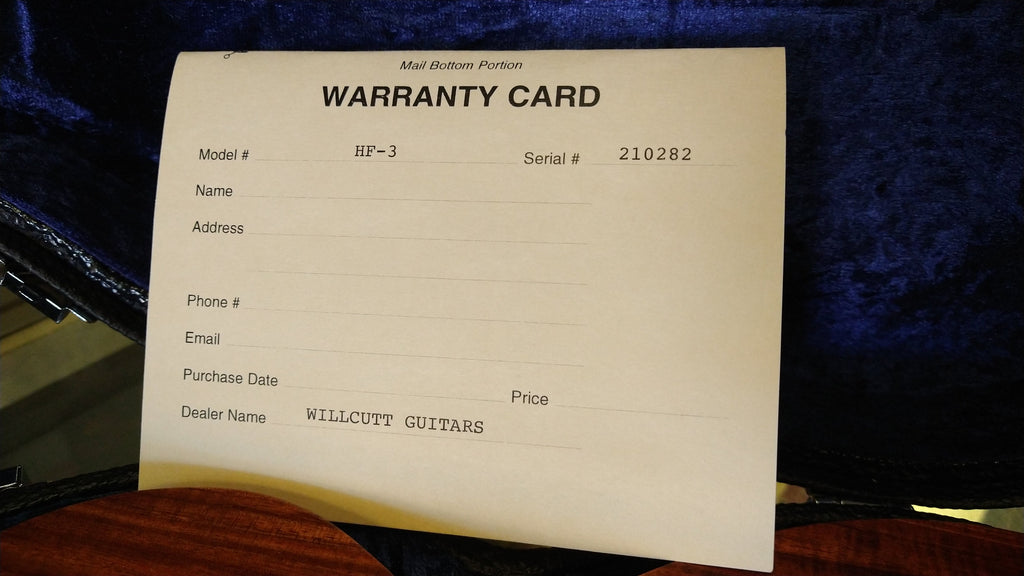 Mail Bottom Portion
WARRANTY CARD
Model # HF-3 Serial # 210282
Name
Address
Phone #
Email
Purchase Date Price
Dealer Name WILLCUTT GUITARS